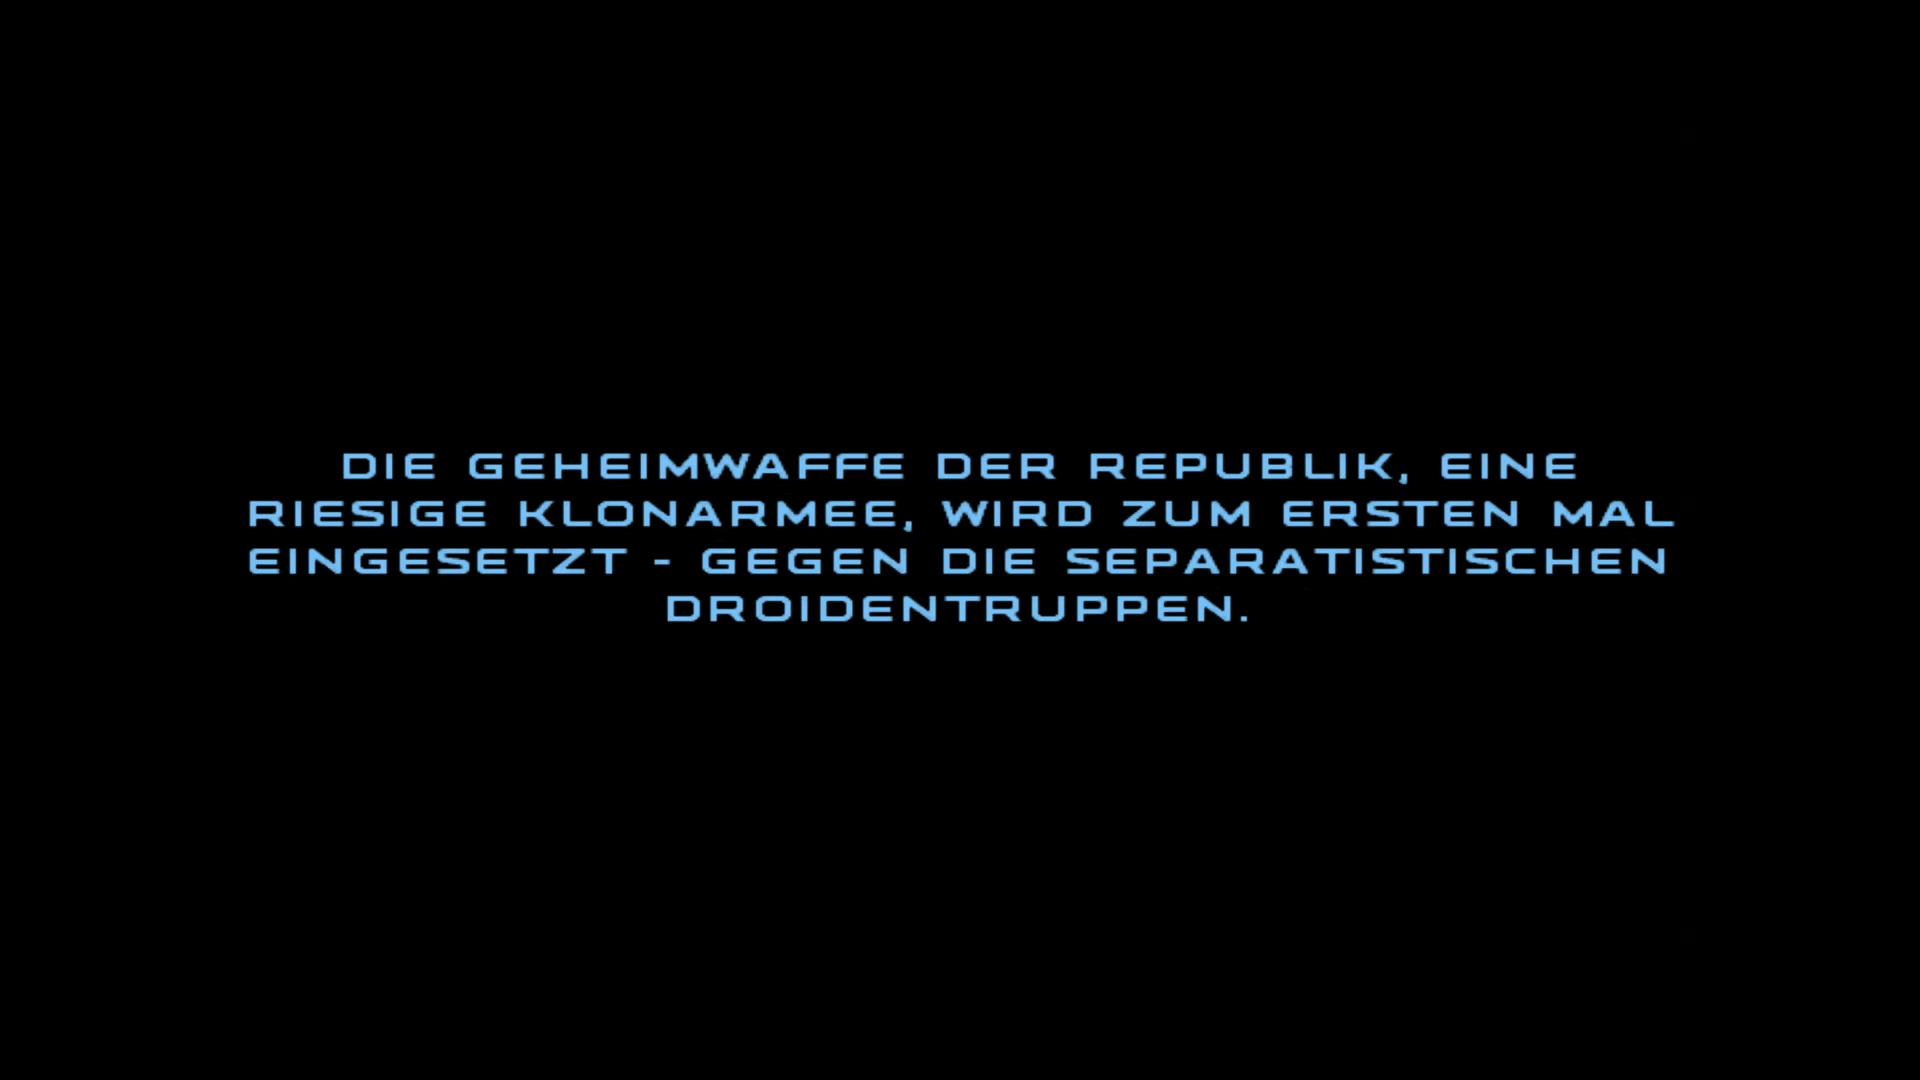 DIE GEHEIMWAFFE DER REPUBLIK, EINE
RIESIGE KLONARMEE, WIRD ZUM ERSTEN MAL
EINGESETZT - GEGEN DIE SEPARATISTISCHEN
DROIDENTRUPPEN.